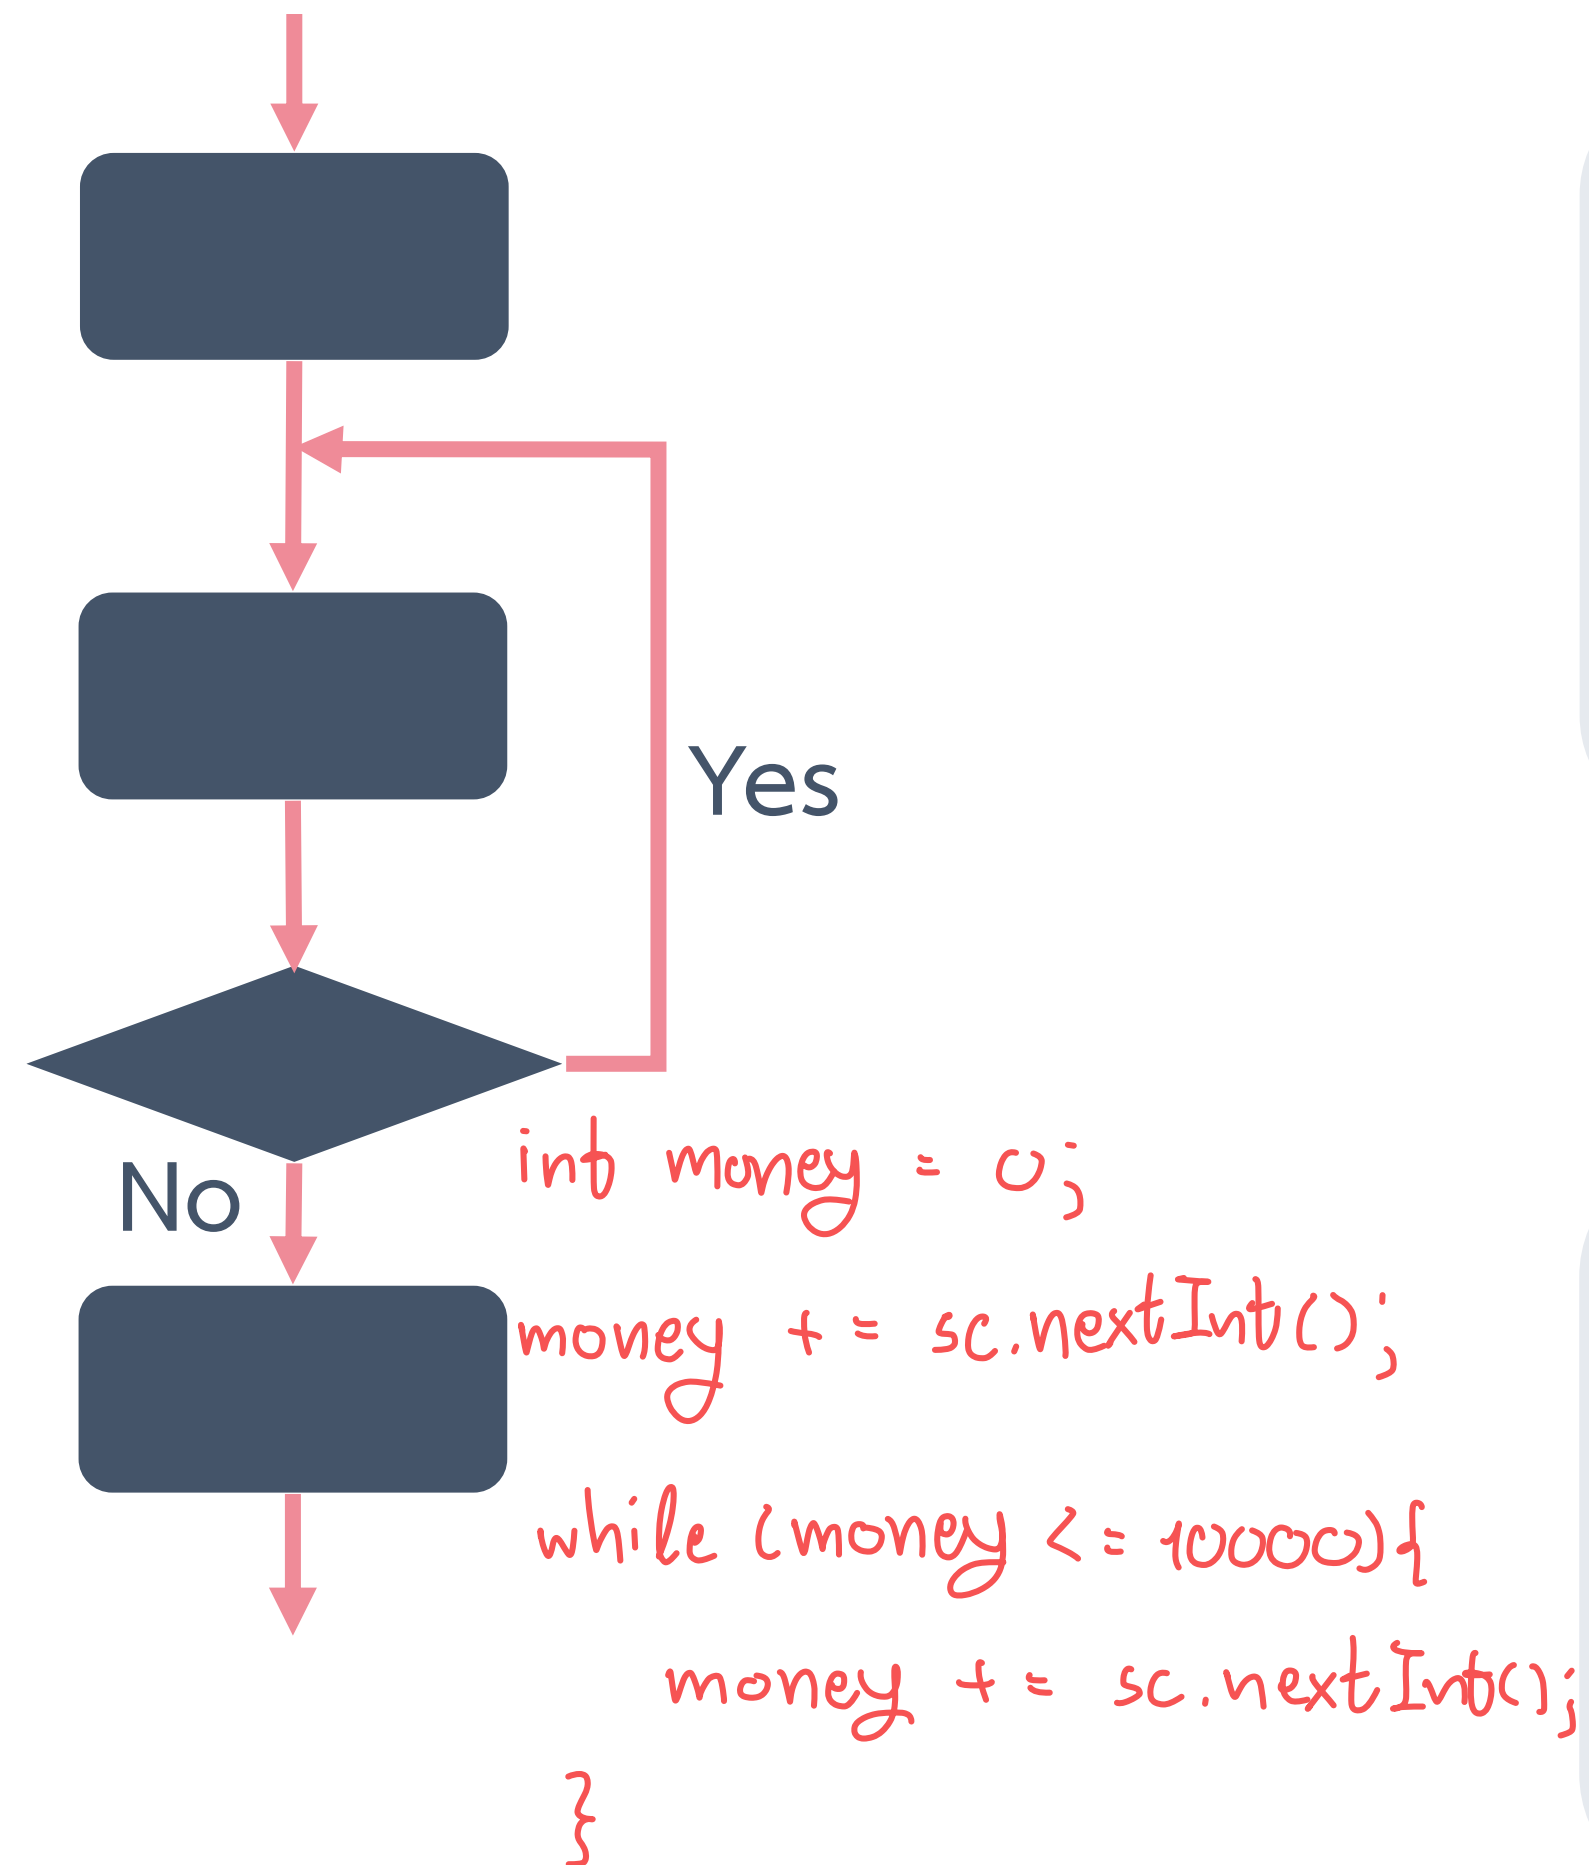 Yes
No
int money = 0;
money += sc.nextInt();
while (money <= 10000) {
money += sc.nextInt();
}